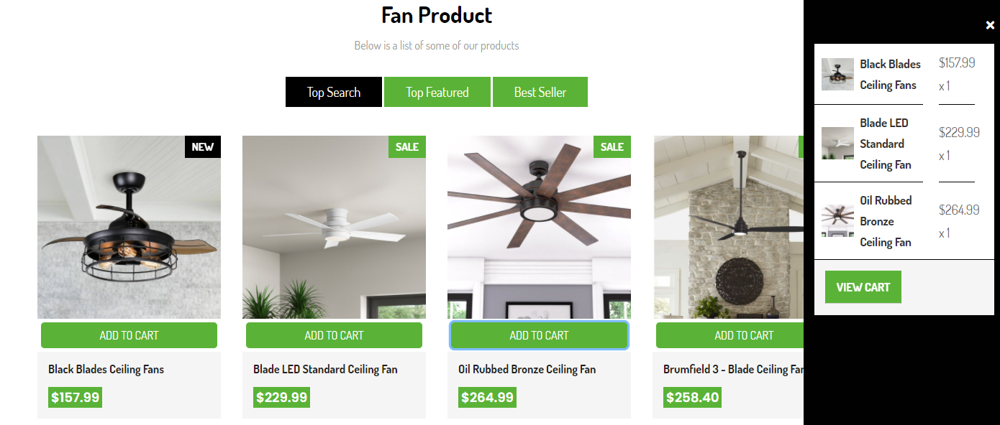 Fan Product
Below is a list of some of our products
Top Search
Top Featured
Best Seller
NEW
SALE
SALE
ADD TO CART
ADD TO CART
ADD TO CART
ADD TO CART
Black Blades Ceiling Fans
Blade LED Standard Ceiling Fan
Oil Rubbed Bronze Ceiling Fan
Brumfield 3 - Blade Ceiling
$157.99
$229.99
$264.99
$258.40
×
Black Blades
Ceiling Fans
$157.99
x 1
Blade LED
Standard
Ceiling Fan
$229.99
x 1
Oil Rubbed
Bronze
Ceiling Fan
$264.99
x 1
VIEW CART